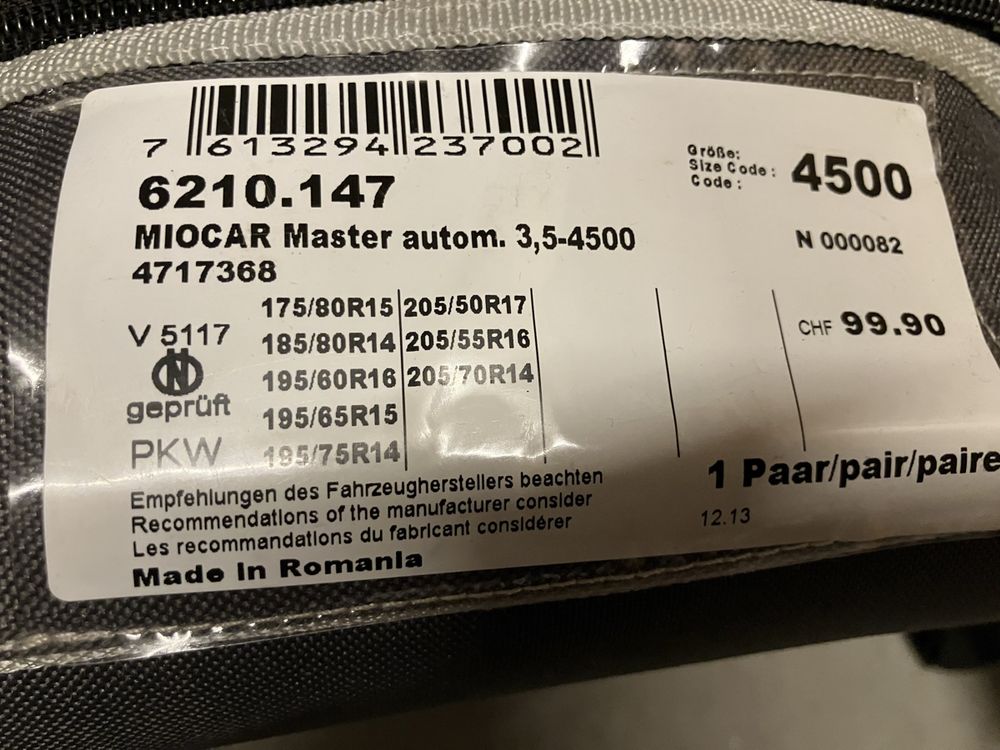 7 613294 237002
6210.147
MIOCAR Master autom. 3,5-4500
4717368
Größe:
Size Code:
Code:
4500
N 000082
V 5117
N
geprüft
PKW
175/80R15
185/80R14
195/60R16
195/65R15
195/75R14
205/50R17
205/55R16
205/70R14
CHF 99.90
1 Paar/pair/paire
12.13
Empfehlungen des Fahrzeugherstellers beachten
Recommendations of the manufacturer consider
Les recommandations du fabricant considérer
Made In Romania